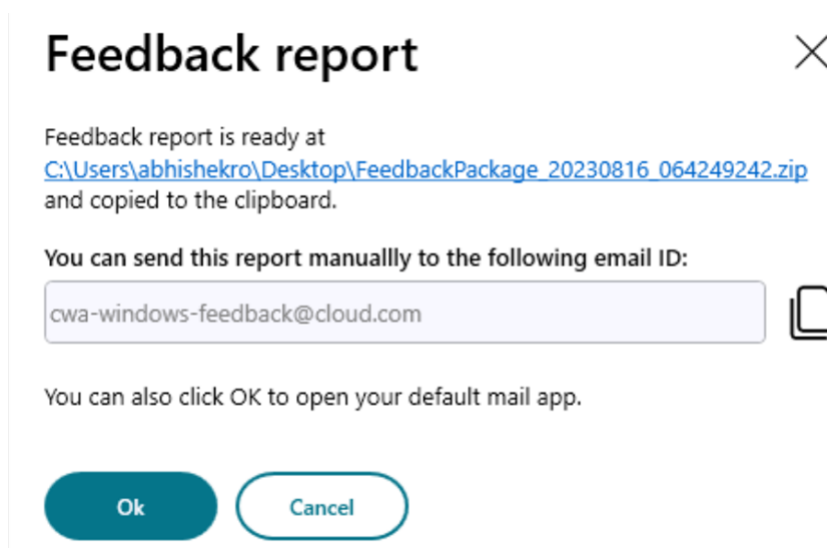 Feedback report
Feedback report is ready at
C:\Users\abhishekro\Desktop\FeedbackPackage_20230816_064249242.zip
and copied to the clipboard.
You can send this report manuallly to the following email ID:
cwa-windows-feedback@cloud.com
You can also click OK to open your default mail app.
Ok
Cancel